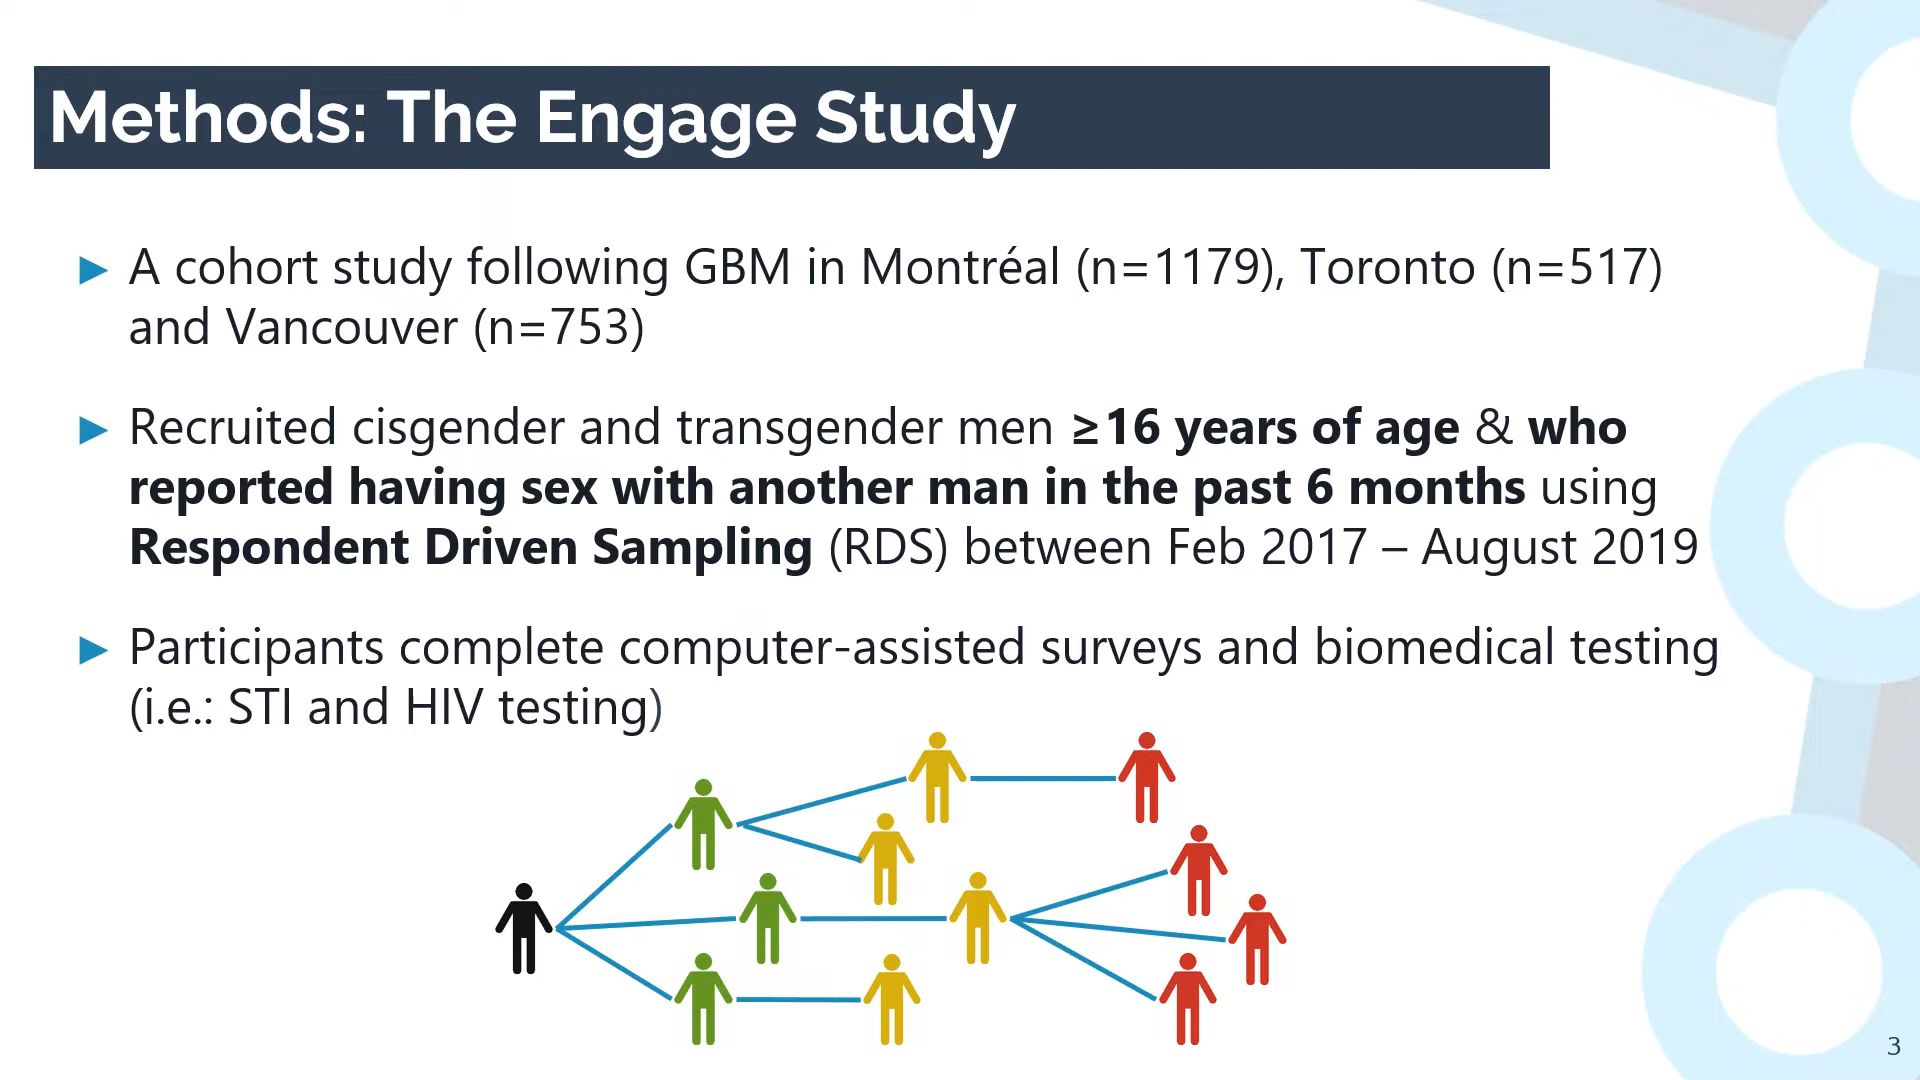 Methods: The Engage Study
► A cohort study following GBM in Montréal (n=1179), Toronto (n=517)
and Vancouver (n=753)
► Recruited cisgender and transgender men ≥16 years of age & who
reported having sex with another man in the past 6 months using
Respondent Driven Sampling (RDS) between Feb 2017 – August 2019
► Participants complete computer-assisted surveys and biomedical testing
(i.e.: STI and HIV testing)
3